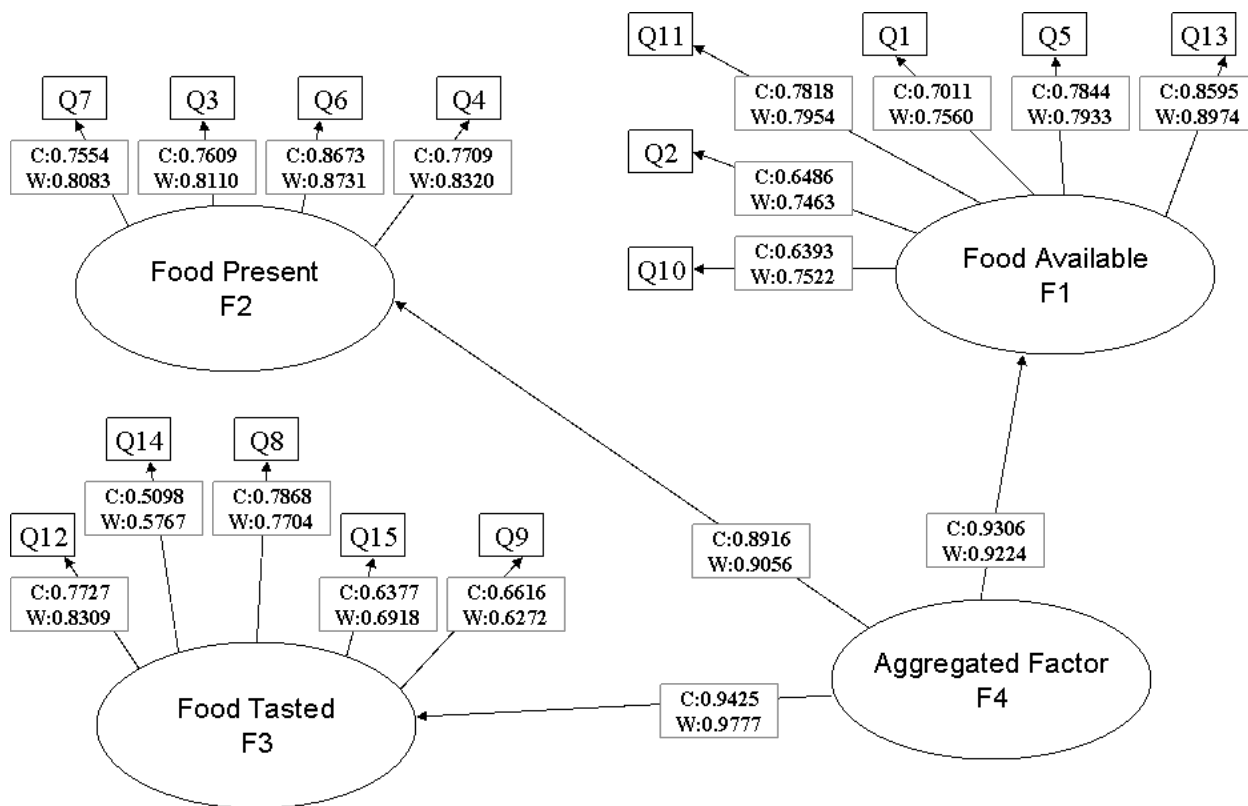 Q11
Q1
Q5
Q13
C:0.7818
W:0.7954
C:0.7011
W:0.7560
C:0.7844
W:0.7933
C:0.8595
W:0.8974
Q2
C:0.6486
W:0.7463
Q10
C:0.6393
W:0.7522
Food Available
F1
Q7
Q3
Q6
Q4
C:0.7554
W:0.8083
C:0.7609
W:0.8110
C:0.8673
W:0.8731
C:0.7709
W:0.8320
Food Present
F2
Q14
Q8
C:0.5098
W:0.5767
C:0.7868
W:0.7704
Q12
Q15
Q9
C:0.7727
W:0.8309
C:0.6377
W:0.6918
C:0.6616
W:0.6272
Food Tasted
F3
C:0.8916
W:0.9056
C:0.9306
W:0.9224
C:0.9425
W:0.9777
Aggregated Factor
F4